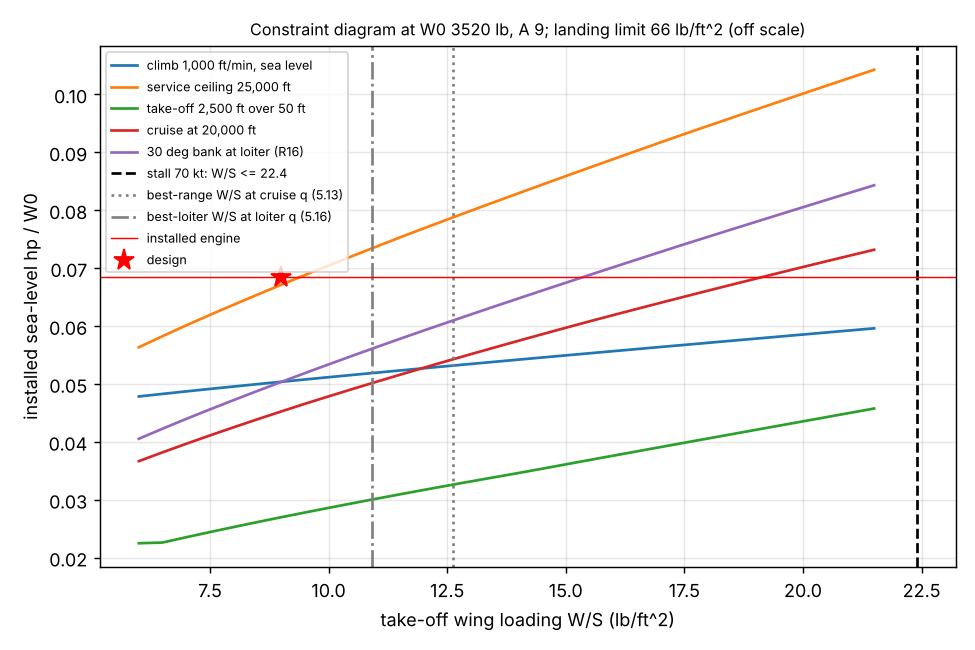 Constraint diagram at W0 3520 lb, A 9; landing limit 66 lb/ft^2 (off scale)
climb 1,000 ft/min, sea level
service ceiling 25,000 ft
take-off 2,500 ft over 50 ft
cruise at 20,000 ft
30 deg bank at loiter (R16)
stall 70 kt: W/S <= 22.4
best-range W/S at cruise q (5.13)
best-loiter W/S at loiter q (5.16)
installed engine
design
installed sea-level hp / W0
0.10
0.09
0.08
0.07
0.06
0.05
0.04
0.03
0.02
7.5 10.0 12.5 15.0 17.5 20.0 22.5
take-off wing loading W/S (lb/ft^2)